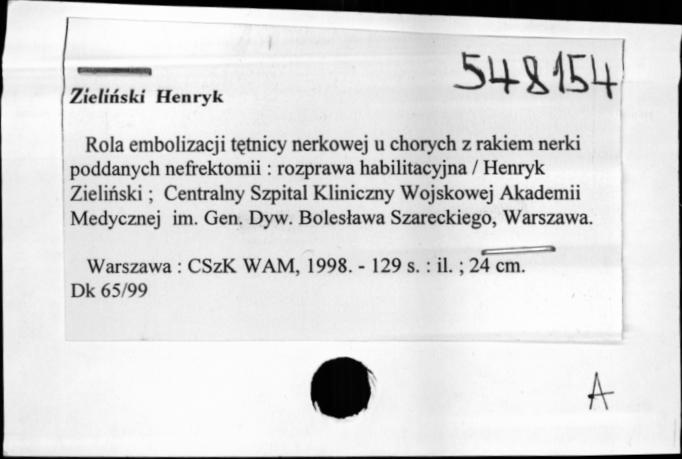 548154
Zieliński Henryk
Rola embolizacji tętnicy nerkowej u chorych z rakiem nerki
poddanych nefrektomii : rozprawa habilitacyjna / Henryk
Zieliński ; Centralny Szpital Kliniczny Wojskowej Akademii
Medycznej im. Gen. Dyw. Bolesława Szareckiego, Warszawa.
Warszawa : CSzK WAM, 1998. - 129 s. : il. ; 24 cm.
Dk 65/99
A